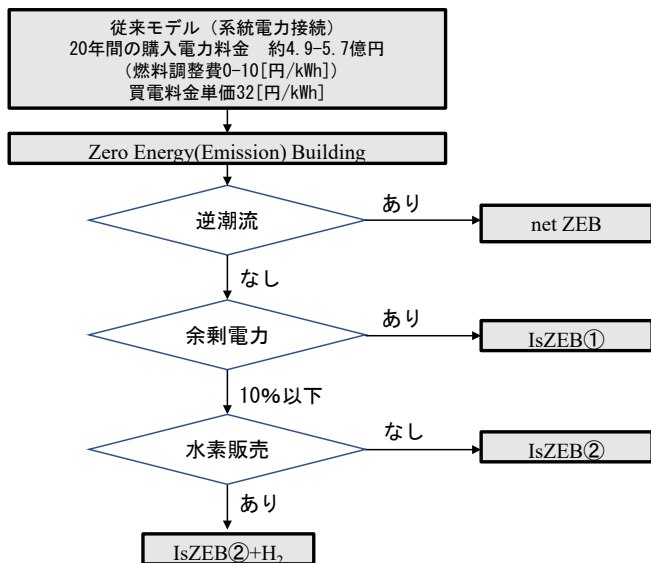 従来モデル（系統電力接続）
20年間の購入電力料金　約4.9-5.7億円
（燃料調整費0-10[円/kWh]）
買電料金単価32[円/kWh]
Zero Energy(Emission) Building
逆潮流
あり
net ZEB
なし
余剰電力
あり
IsZEB①
10%以下
水素販売
なし
IsZEB②
あり
IsZEB②+H₂